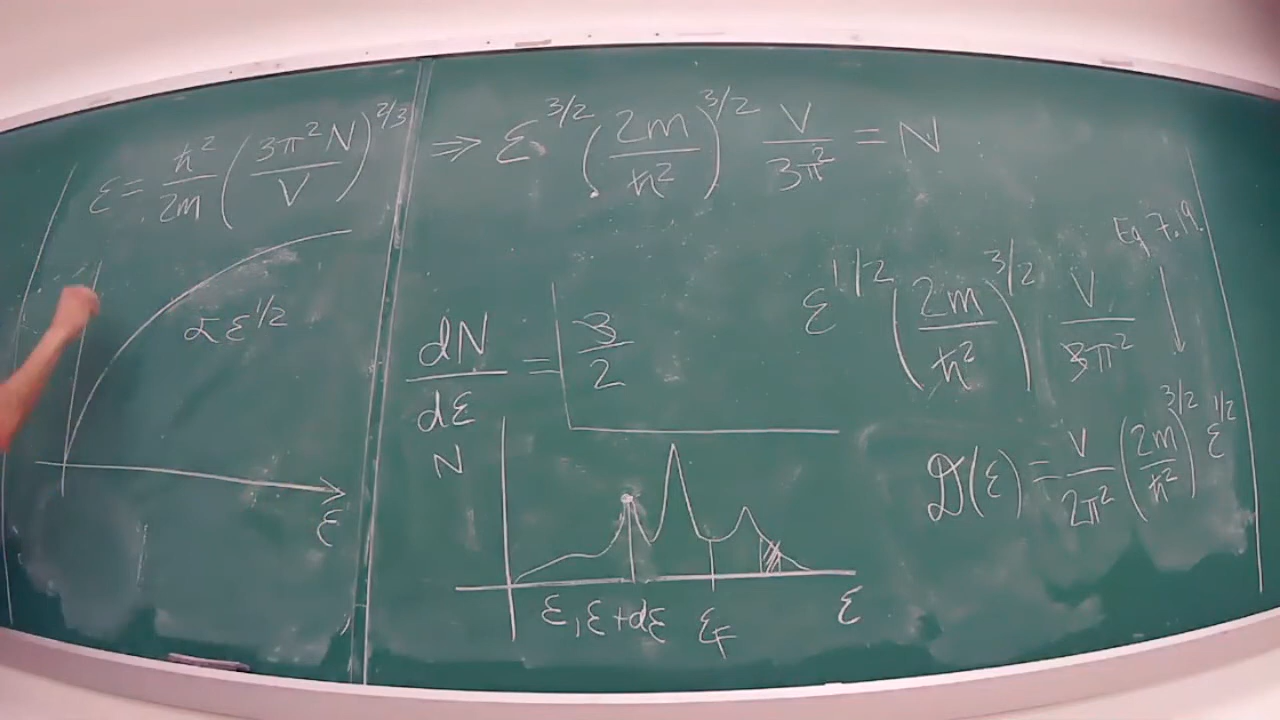 ε = ℏ²/2m (3π²N/V)^2/3 ⇒ ε^3/2 (2m/ℏ²)^3/2 V/3π² = N
Eq 7.19
∝ ε^1/2
dN/dε = 3/2 ε^1/2 (2m/ℏ²)^3/2 V/3π²
𝒟(ε) = V/2π² (2m/ℏ²)^3/2 ε^1/2
N
ε
ε, ε+dε ε_F ε